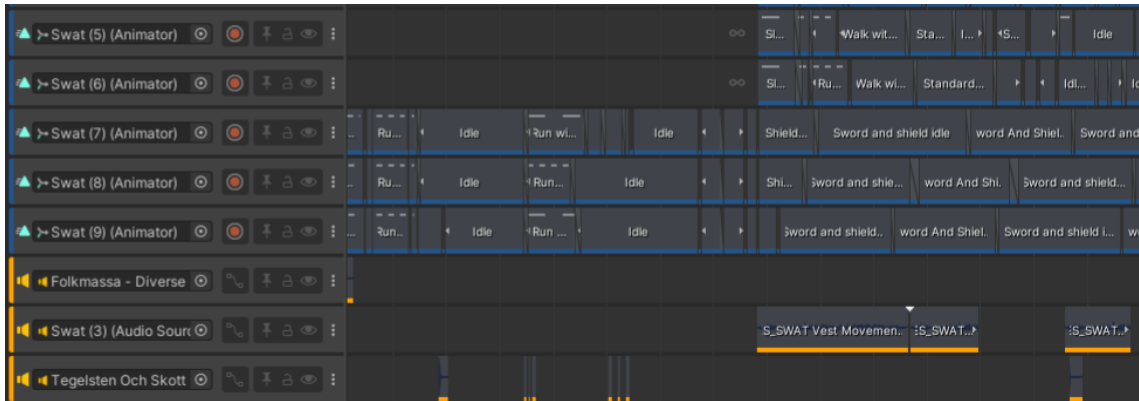 Swat (5) (Animator) Sl... Walk wit... Sta... I... S... Idle
Swat (6) (Animator) Sl... Ru... Walk wi... Standard... Idl...
Swat (7) (Animator) Ru... Idle Run wi... Idle Shield... Sword and shield idle word And Shiel. Sword and
Swat (8) (Animator) Ru... Idle Run... Idle Shi... Sword and shie... word And Shi. Sword and shield...
Swat (9) (Animator) Run.. Idle Run ... Idle Sword and shield.. word And Shiel. Sword and shield i...
Folkmassa - Diverse
Swat (3) (Audio Sourc S_SWAT Vest Movemen.. S_SWAT.. S_SWAT..
Tegelsten Och Skott